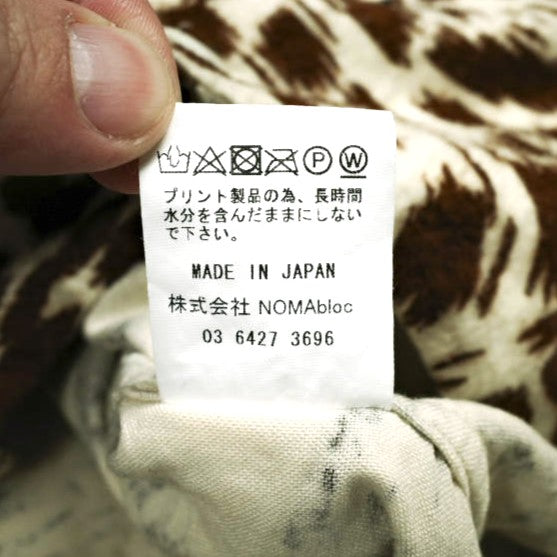 プリント製品の為、長時間
水分を含んだままにしない
で下さい。
MADE IN JAPAN
株式会社 NOMAbloc
03 6427 3696